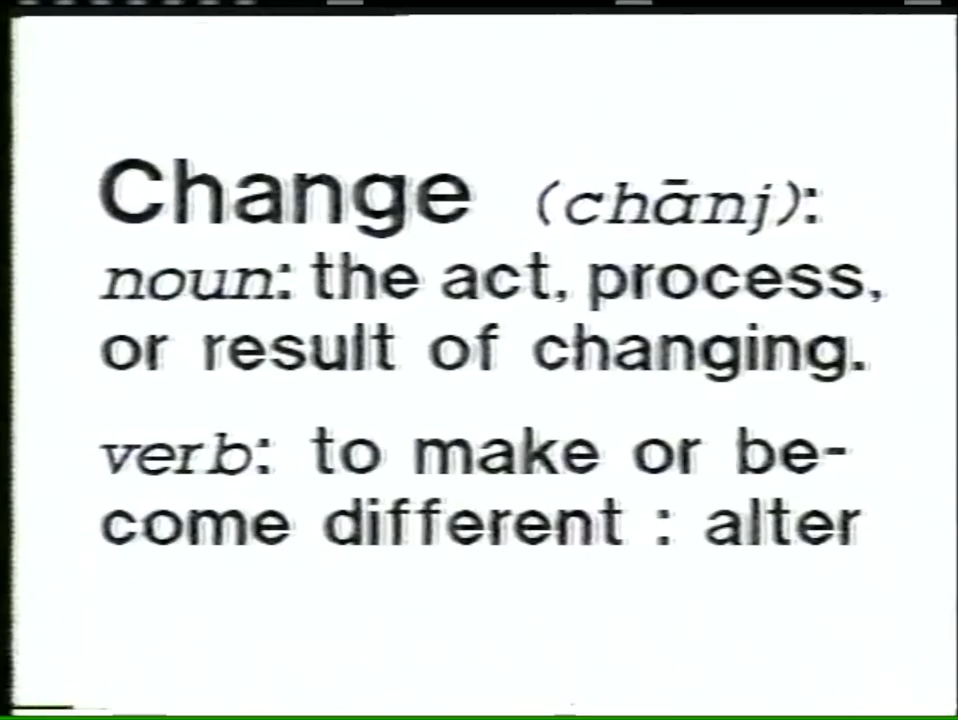 Change (chānj):
noun: the act, process,
or result of changing.
verb: to make or be-
come different : alter